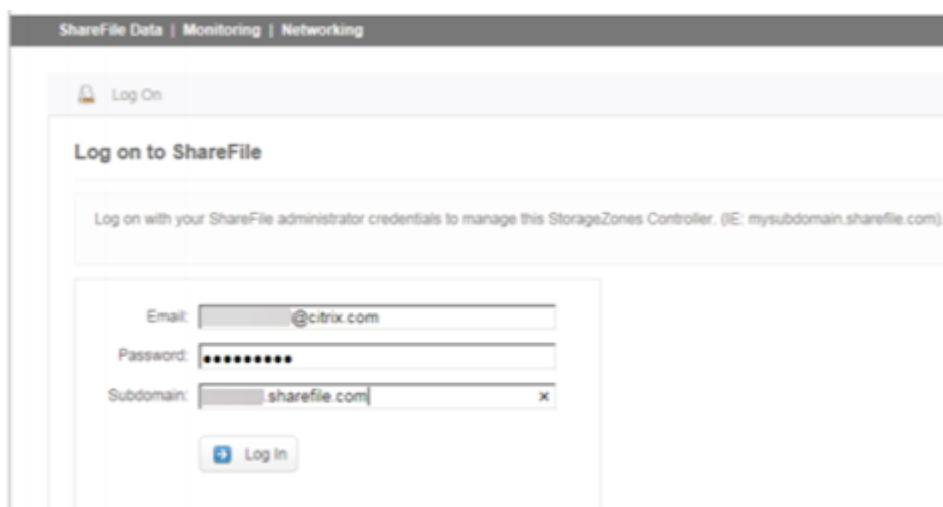 ShareFile Data | Monitoring | Networking
Log On
Log on to ShareFile
Log on with your ShareFile administrator credentials to manage this StorageZones Controller. (IE: mysubdomain.sharefile.com).
Email: @citrix.com
Password: •••••••••
Subdomain: .sharefile.com ×
Log In